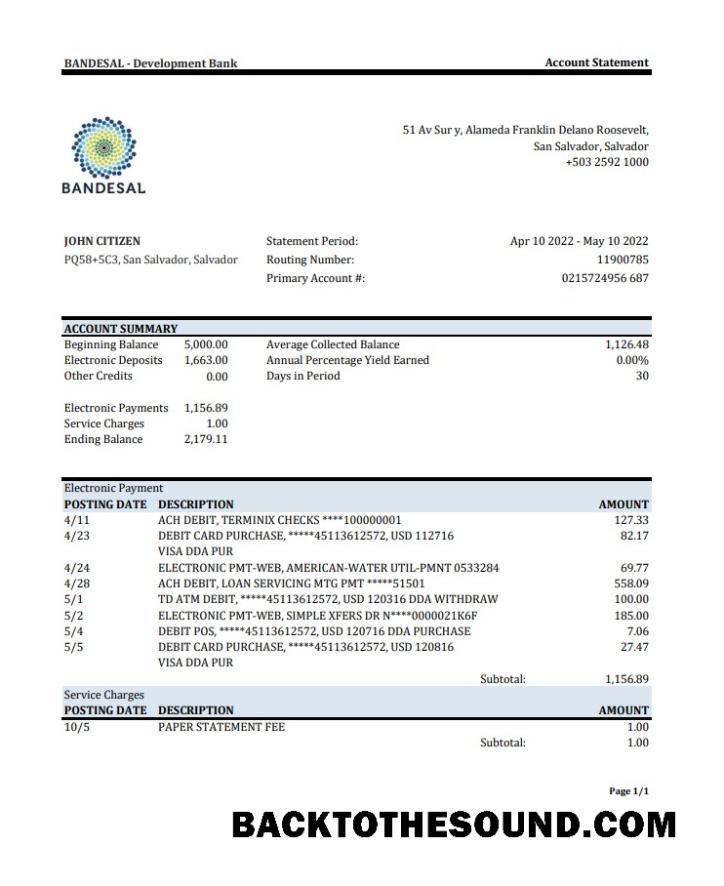 BANDESAL - Development Bank Account Statement
BANDESAL
51 Av Sur y, Alameda Franklin Delano Roosevelt,
San Salvador, Salvador
+503 2592 1000
JOHN CITIZEN Statement Period: Apr 10 2022 - May 10 2022
PQ58+5C3, San Salvador, Salvador Routing Number: 11900785
Primary Account #: 0215724956 687
ACCOUNT SUMMARY
Beginning Balance 5,000.00 Average Collected Balance 1,126.48
Electronic Deposits 1,663.00 Annual Percentage Yield Earned 0.00%
Other Credits 0.00 Days in Period 30
Electronic Payments 1,156.89
Service Charges 1.00
Ending Balance 2,179.11
Electronic Payment
POSTING DATE DESCRIPTION AMOUNT
4/11 ACH DEBIT, TERMINIX CHECKS ****100000001 127.33
4/23 DEBIT CARD PURCHASE, *****45113612572, USD 112716 82.17
VISA DDA PUR
4/24 ELECTRONIC PMT-WEB, AMERICAN-WATER UTIL-PMNT 0533284 69.77
4/28 ACH DEBIT, LOAN SERVICING MTG PMT *****51501 558.09
5/1 TD ATM DEBIT, *****45113612572, USD 120316 DDA WITHDRAW 100.00
5/2 ELECTRONIC PMT-WEB, SIMPLE XFERS DR N****0000021K6F 185.00
5/4 DEBIT POS, *****45113612572, USD 120716 DDA PURCHASE 7.06
5/5 DEBIT CARD PURCHASE, *****45113612572, USD 120816 27.47
VISA DDA PUR
Subtotal: 1,156.89
Service Charges
POSTING DATE DESCRIPTION AMOUNT
10/5 PAPER STATEMENT FEE 1.00
Subtotal: 1.00
Page 1/1
BACKTOTHESOUND.COM